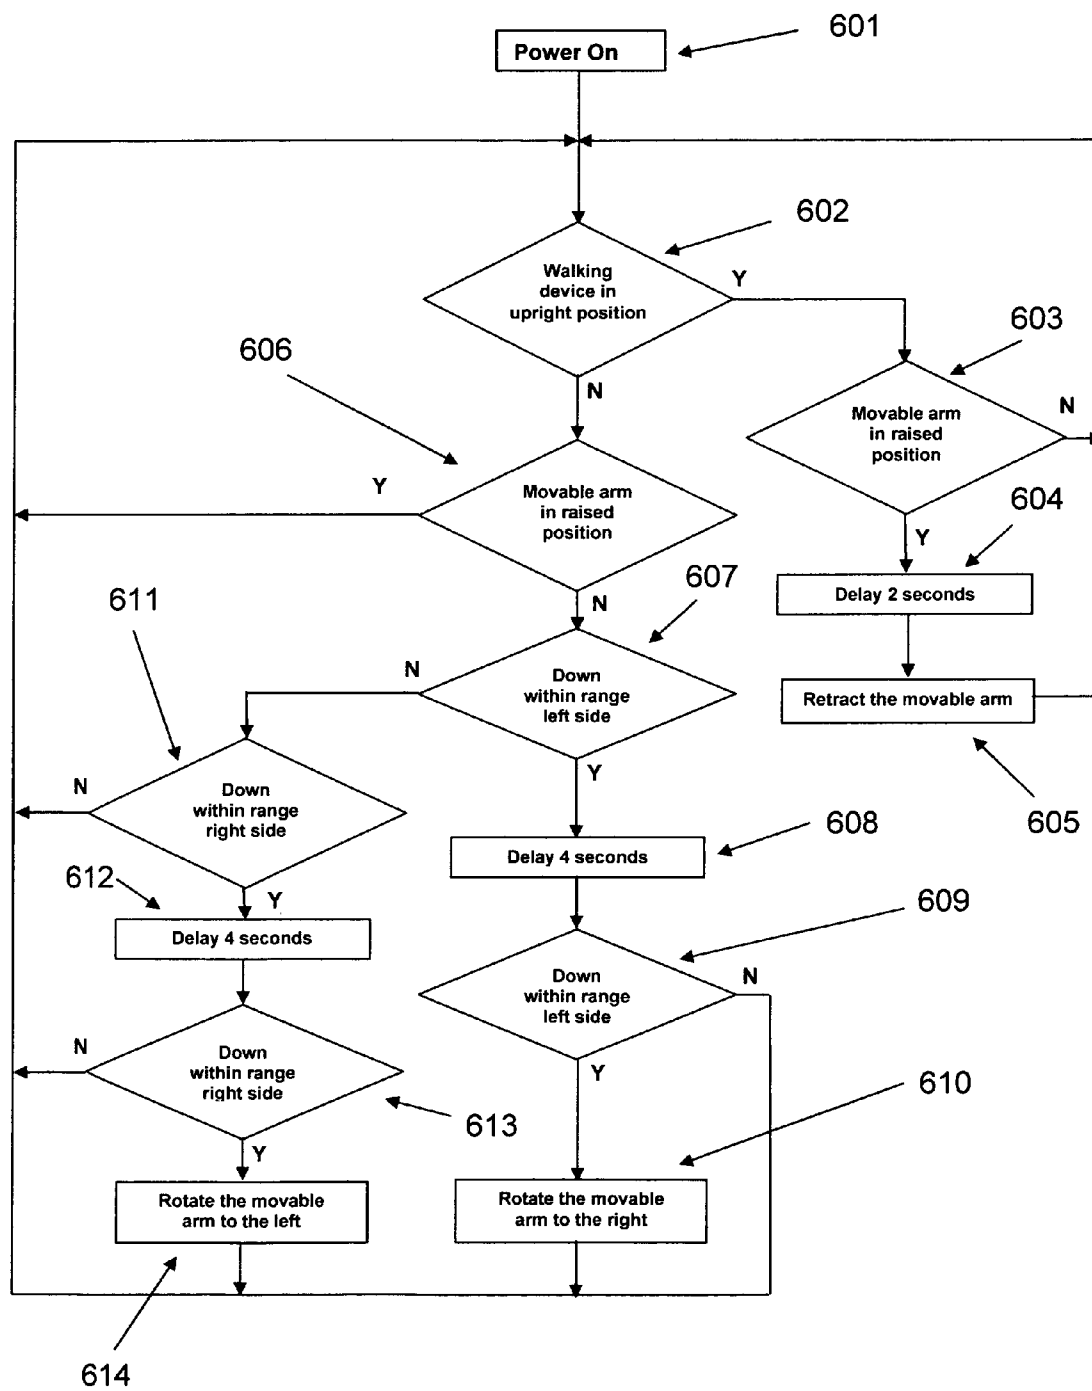 601
Power On
602
Walking
device in
upright position
Y
N
603
Movable arm
in raised
position
N
Y
606
Movable arm
in raised
position
Y
N
604
Delay 2 seconds
Retract the movable arm
605
607
Down
within range
left side
N
Y
611
Down
within range
right side
N
Y
608
Delay 4 seconds
612
Delay 4 seconds
609
Down
within range
left side
N
Y
Down
within range
right side
N
Y
613
610
Rotate the movable
arm to the left
Rotate the movable
arm to the right
614